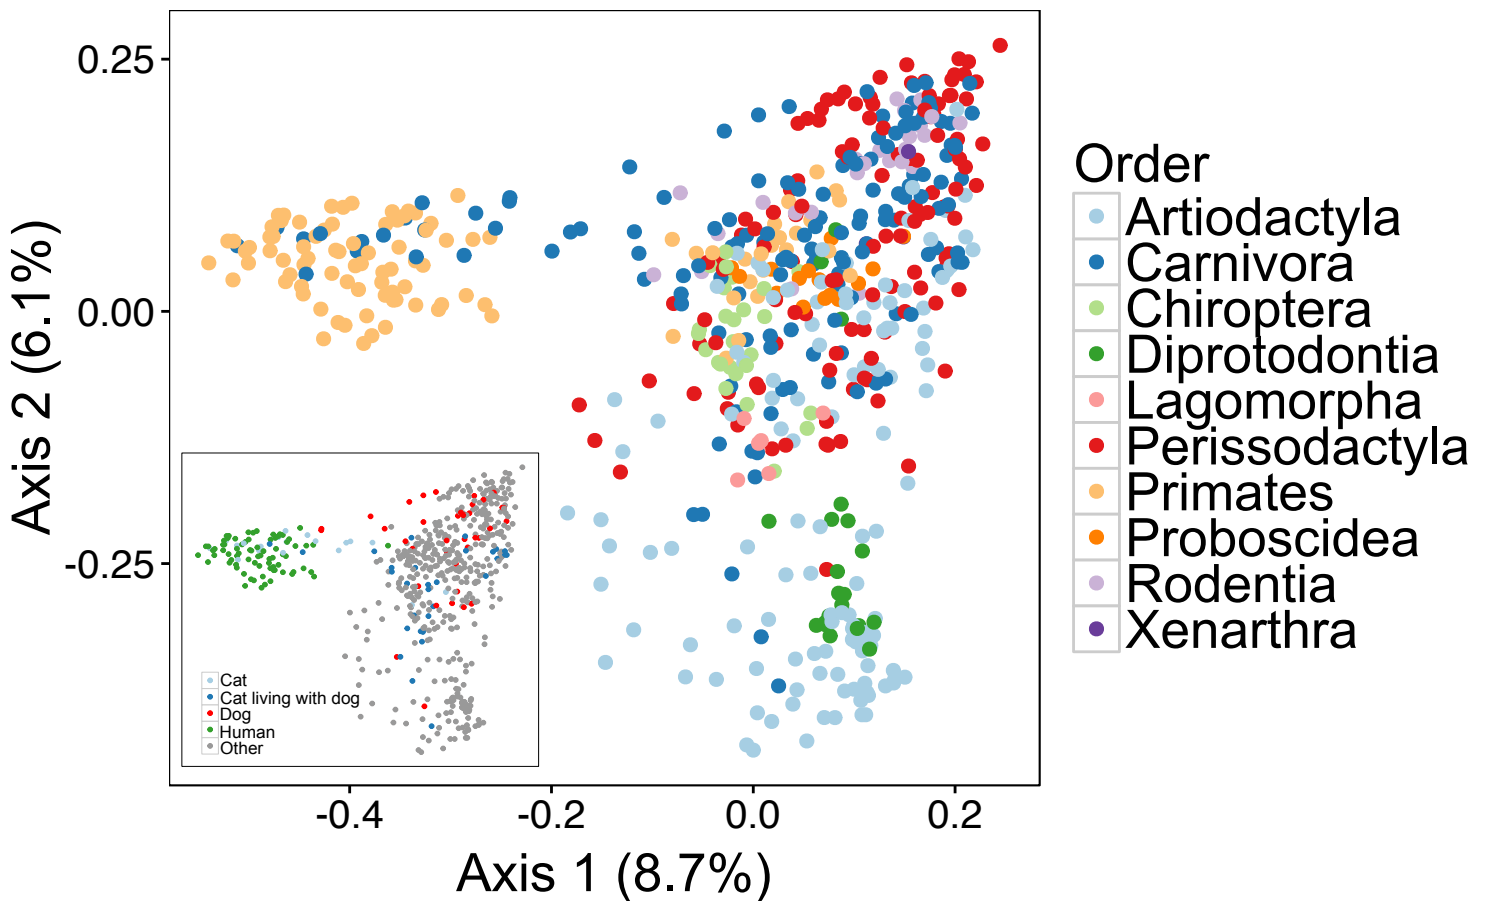 0.25
0.00
-0.25
Axis 2 (6.1%)
-0.4
-0.2
0.0
0.2
Axis 1 (8.7%)
Cat
Cat living with dog
Dog
Human
Other
Order
Artiodactyla
Carnivora
Chiroptera
Diprotodontia
Lagomorpha
Perissodactyla
Primates
Proboscidea
Rodentia
Xenarthra